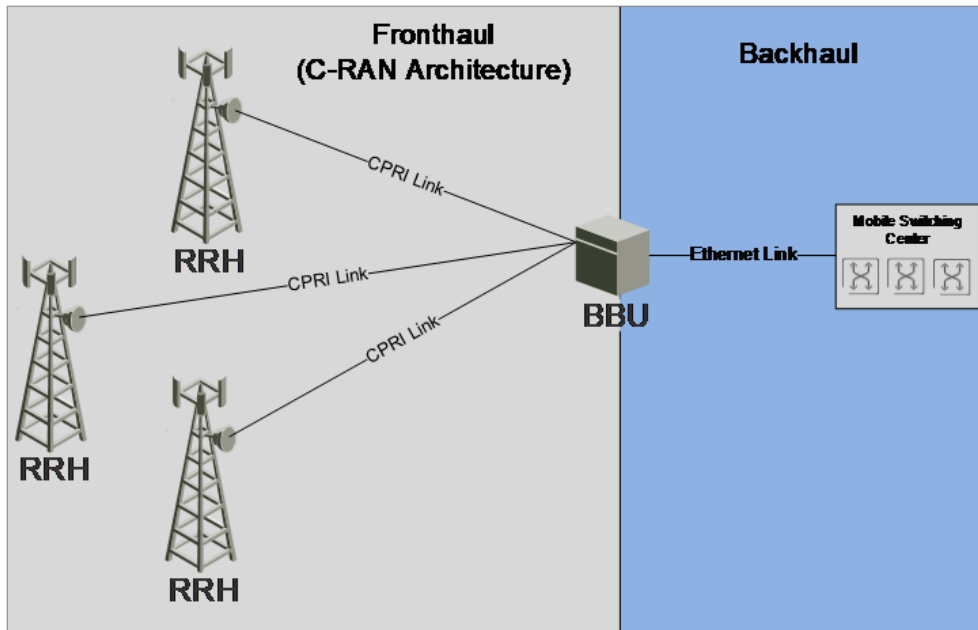 Fronthaul
(C-RAN Architecture)
Backhaul
CPRI Link
RRH
CPRI Link
Mobile Switching
Center
Ethernet Link
BBU
CPRI Link
RRH
RRH